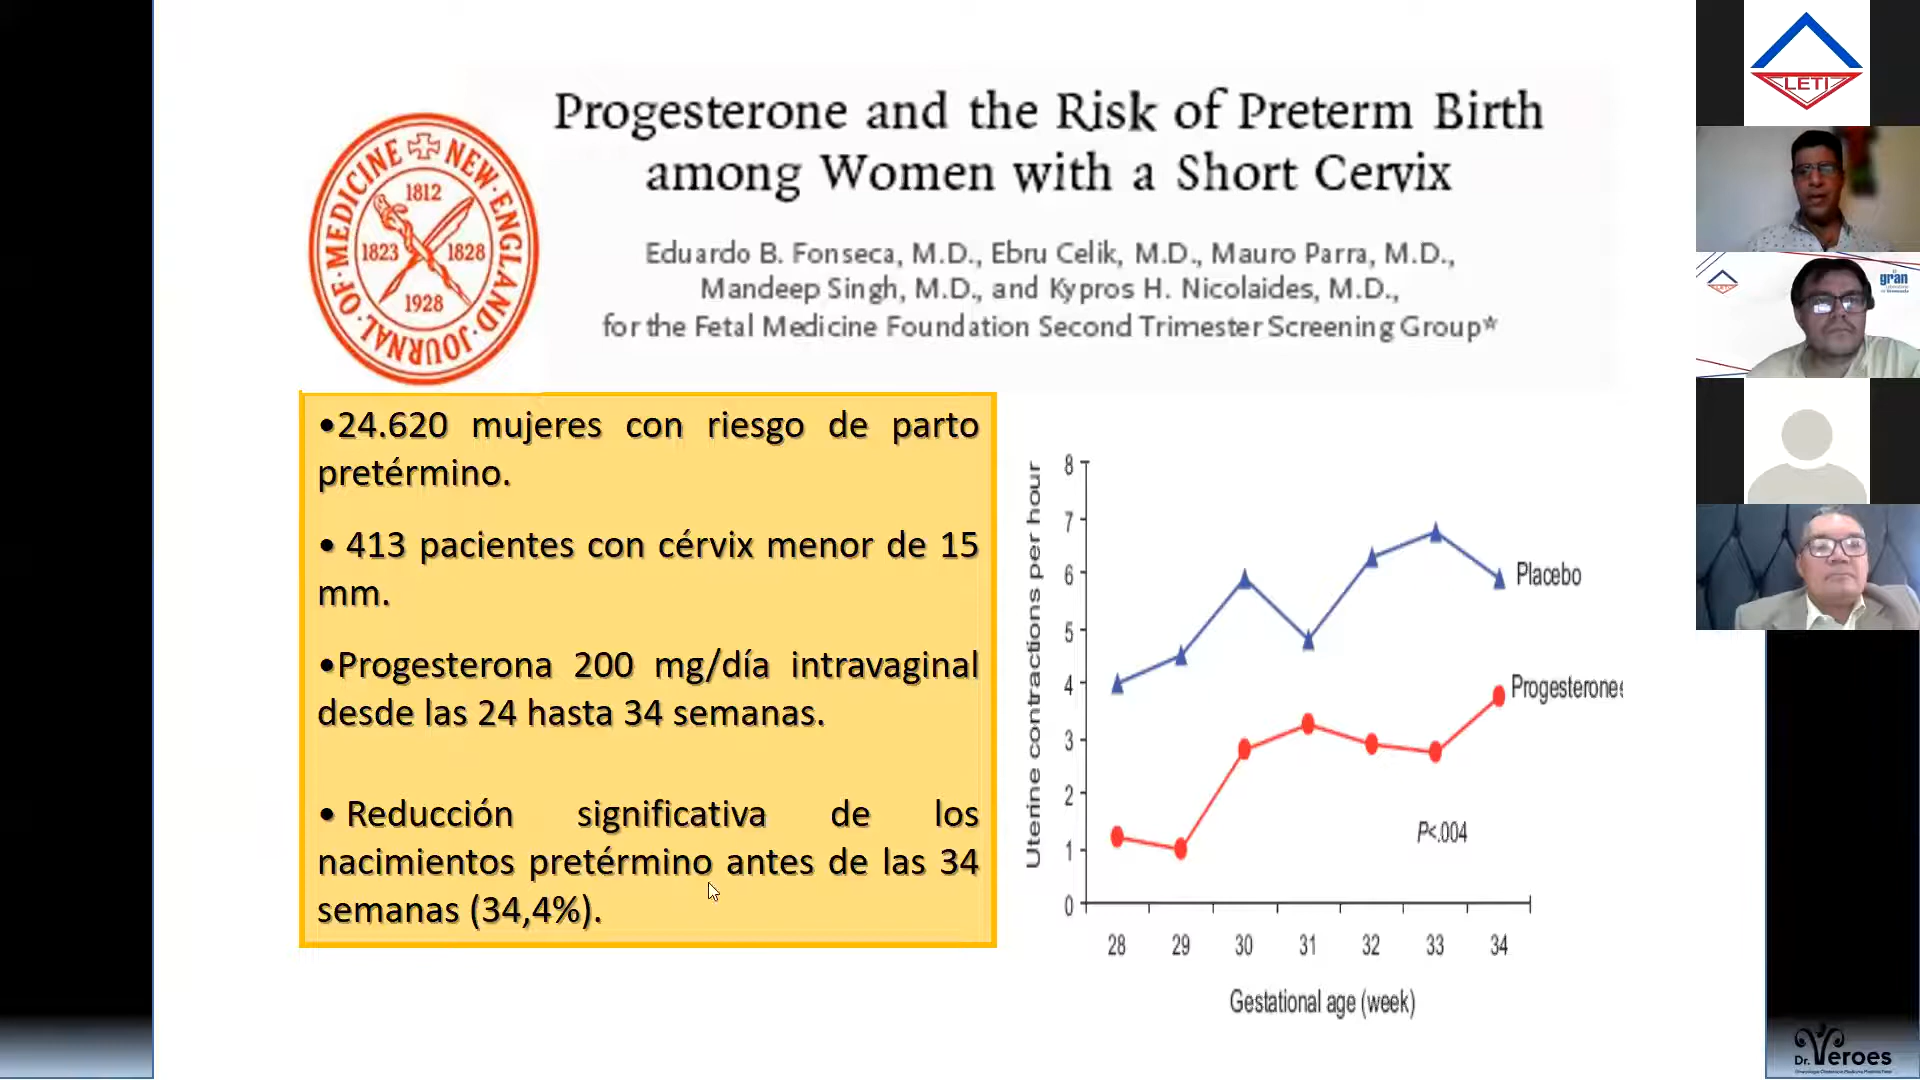 Progesterone and the Risk of Preterm Birth
among Women with a Short Cervix
Eduardo B. Fonseca, M.D., Ebru Celik, M.D., Mauro Parra, M.D.,
Mandeep Singh, M.D., and Kypros H. Nicolaides, M.D.,
for the Fetal Medicine Foundation Second Trimester Screening Group*
NEW ENGLAND JOURNAL OF MEDICINE
1812
1823
1828
1928
•24.620 mujeres con riesgo de parto
pretérmino.
• 413 pacientes con cérvix menor de 15
mm.
•Progesterona 200 mg/día intravaginal
desde las 24 hasta 34 semanas.
• Reducción significativa de los
nacimientos pretérmino antes de las 34
semanas (34,4%).
Uterine contractions per hour
8
7
6
5
4
3
2
1
0
Placebo
Progesterones
P<.004
28 29 30 31 32 33 34
Gestational age (week)
LETI
LETI
gran
Dr. Veroes